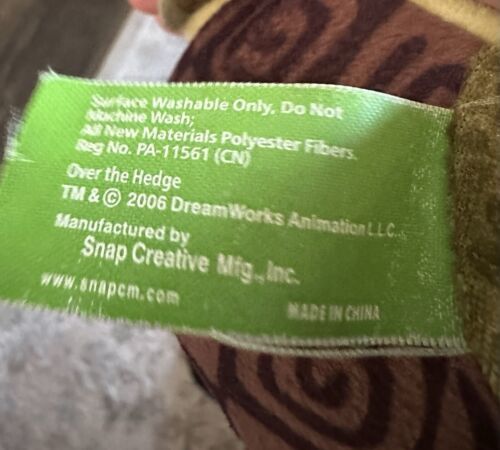 Surface Washable Only, Do Not
Machine Wash;
All New Materials Polyester Fibers.
Reg No. PA-11561 (CN)
Over the Hedge
TM & © 2006 DreamWorks Animation L.L.C.
Manufactured by
Snap Creative Mfg., Inc.
www.snapcm.com
MADE IN CHINA